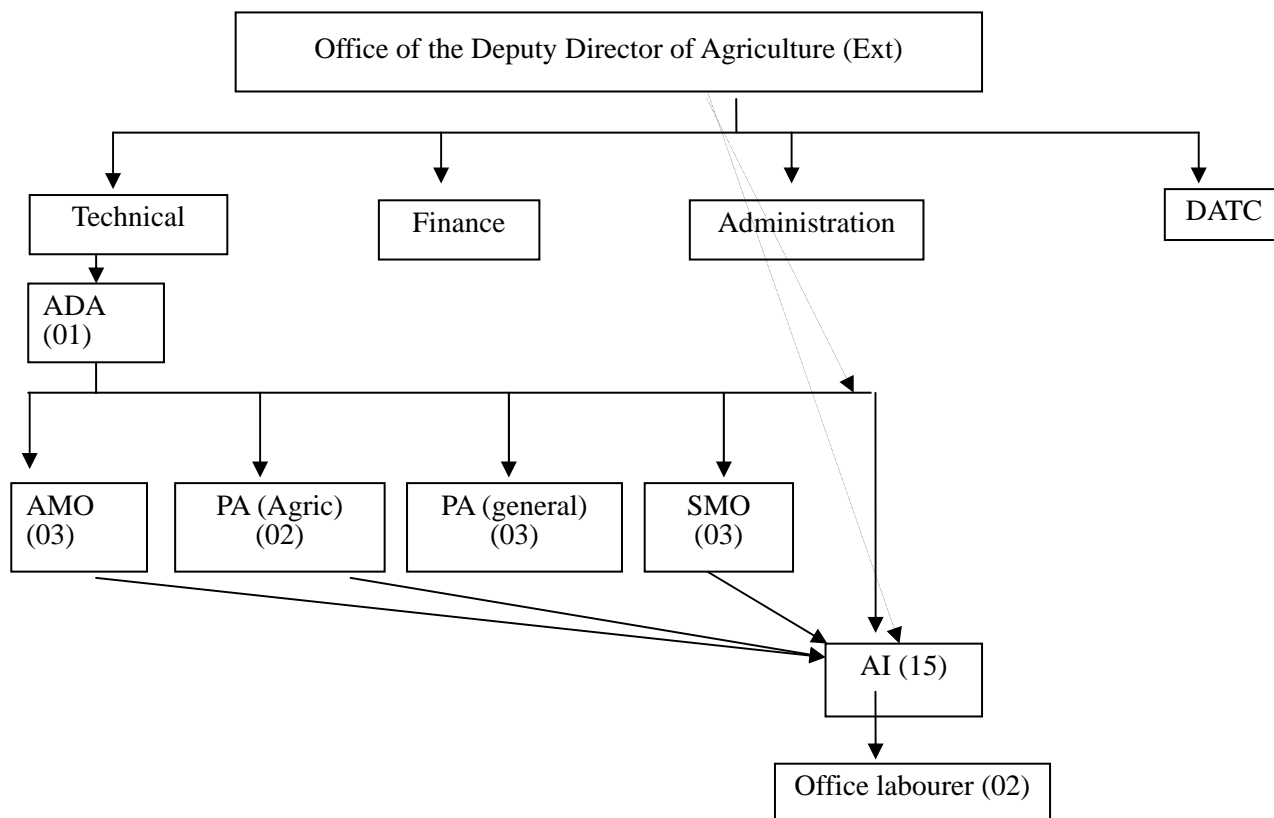 Office of the Deputy Director of Agriculture (Ext)
Technical
Finance
Administration
DATC
ADA
(01)
AMO
(03)
PA (Agric)
(02)
PA (general)
(03)
SMO
(03)
AI (15)
Office labourer (02)